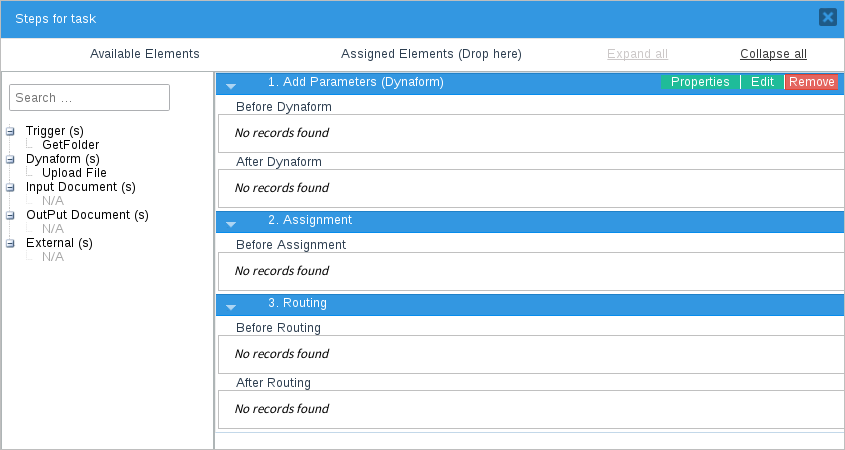 Steps for task
Available Elements
Assigned Elements (Drop here)
Expand all
Collapse all
Search ...
Trigger (s)
GetFolder
Dynaform (s)
Upload File
Input Document (s)
N/A
OutPut Document (s)
N/A
External (s)
N/A
1. Add Parameters (Dynaform)
Properties
Edit
Remove
Before Dynaform
No records found
After Dynaform
No records found
2. Assignment
Before Assignment
No records found
3. Routing
Before Routing
No records found
After Routing
No records found